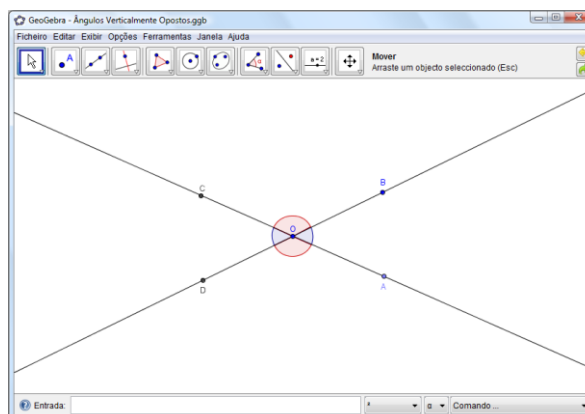 GeoGebra - Ângulos Verticalmente Opostos.ggb
Ficheiro Editar Exibir Opções Ferramentas Janela Ajuda
A
α
a=2
Mover
Arraste um objecto seleccionado (Esc)
C
B
O
D
A
Entrada:
²
α
Comando ...